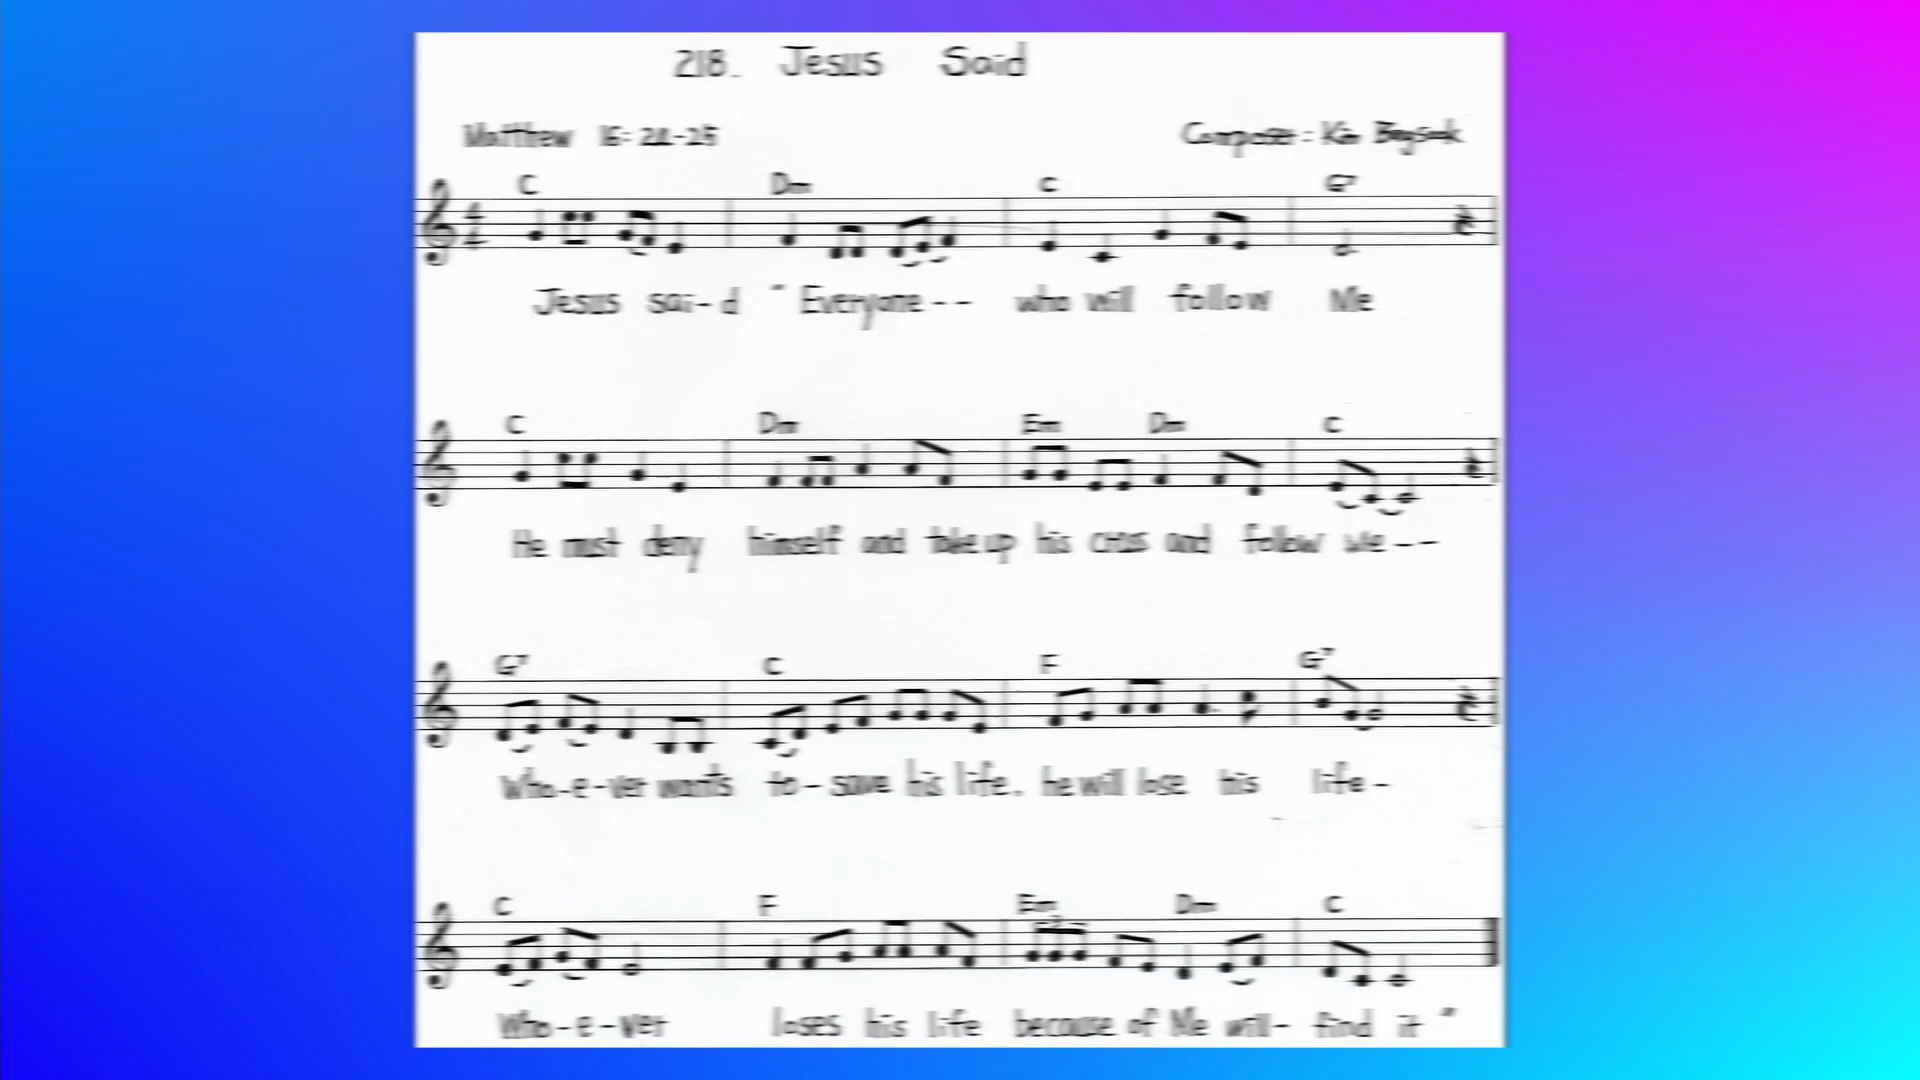 218. Jesus Said
Matthew 16:24-25 Composer: Kim
C Dm C G7
Jesus sai-d "Everyone-- who will follow Me
C Dm Em Dm C
He must deny himself and take up his cross and follow me--
G7 C F G7
Who-e-ver wants to-save his life. he will lose his life-
C F Em Dm C
Who-e-ver loses his life because of Me will- find it"